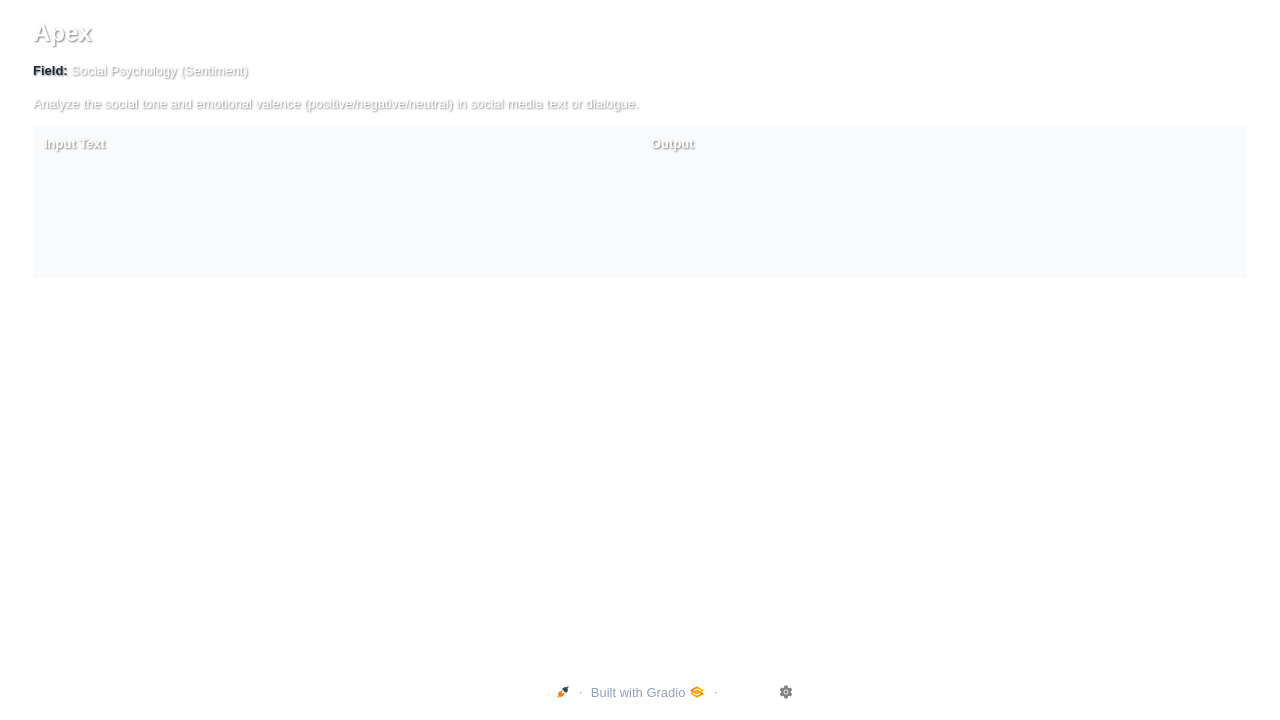 Apex
Field: Social Psychology (Sentiment)
Analyze the social tone and emotional valence (positive/negative/neutral) in social media text or dialogue.
Input Text
Output
· Built with Gradio ·